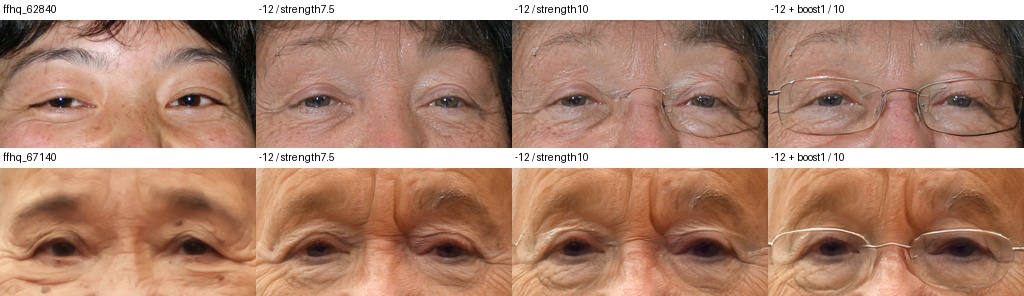 ffhq_62840 -12 / strength7.5 -12 / strength10 -12 + boost1 / 10
ffhq_67140 -12 / strength7.5 -12 / strength10 -12 + boost1 / 10